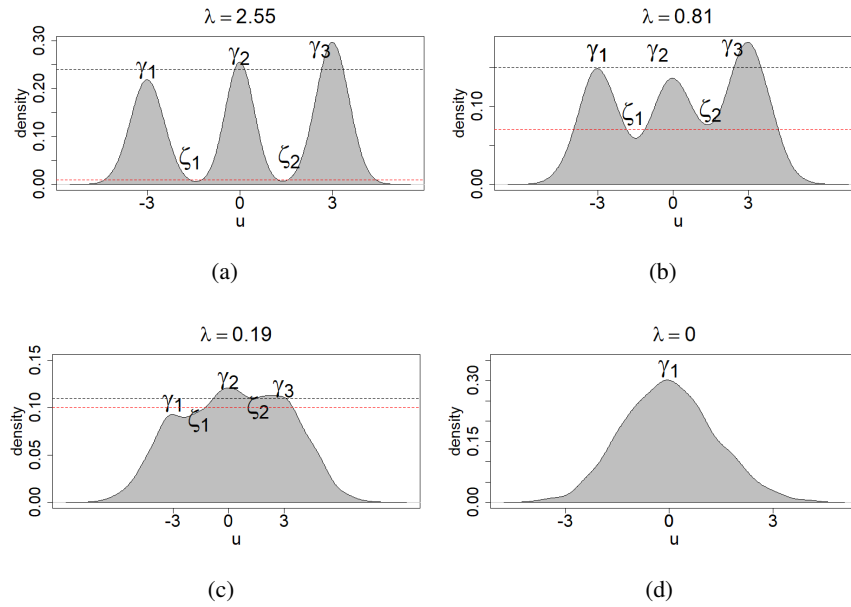 λ = 2.55
density
0.00 0.10 0.20 0.30
γ1 ζ1 γ2 ζ2 γ3
-3 0 3
u
(a)
λ = 0.81
density
0.00 0.10
γ1 ζ1 γ2 ζ2 γ3
-3 0 3
u
(b)
λ = 0.19
density
0.00 0.05 0.10 0.15
γ1 ζ1 γ2 ζ2 γ3
-3 0 3
u
(c)
λ = 0
density
0.00 0.15 0.30
γ1
-3 0 3
u
(d)